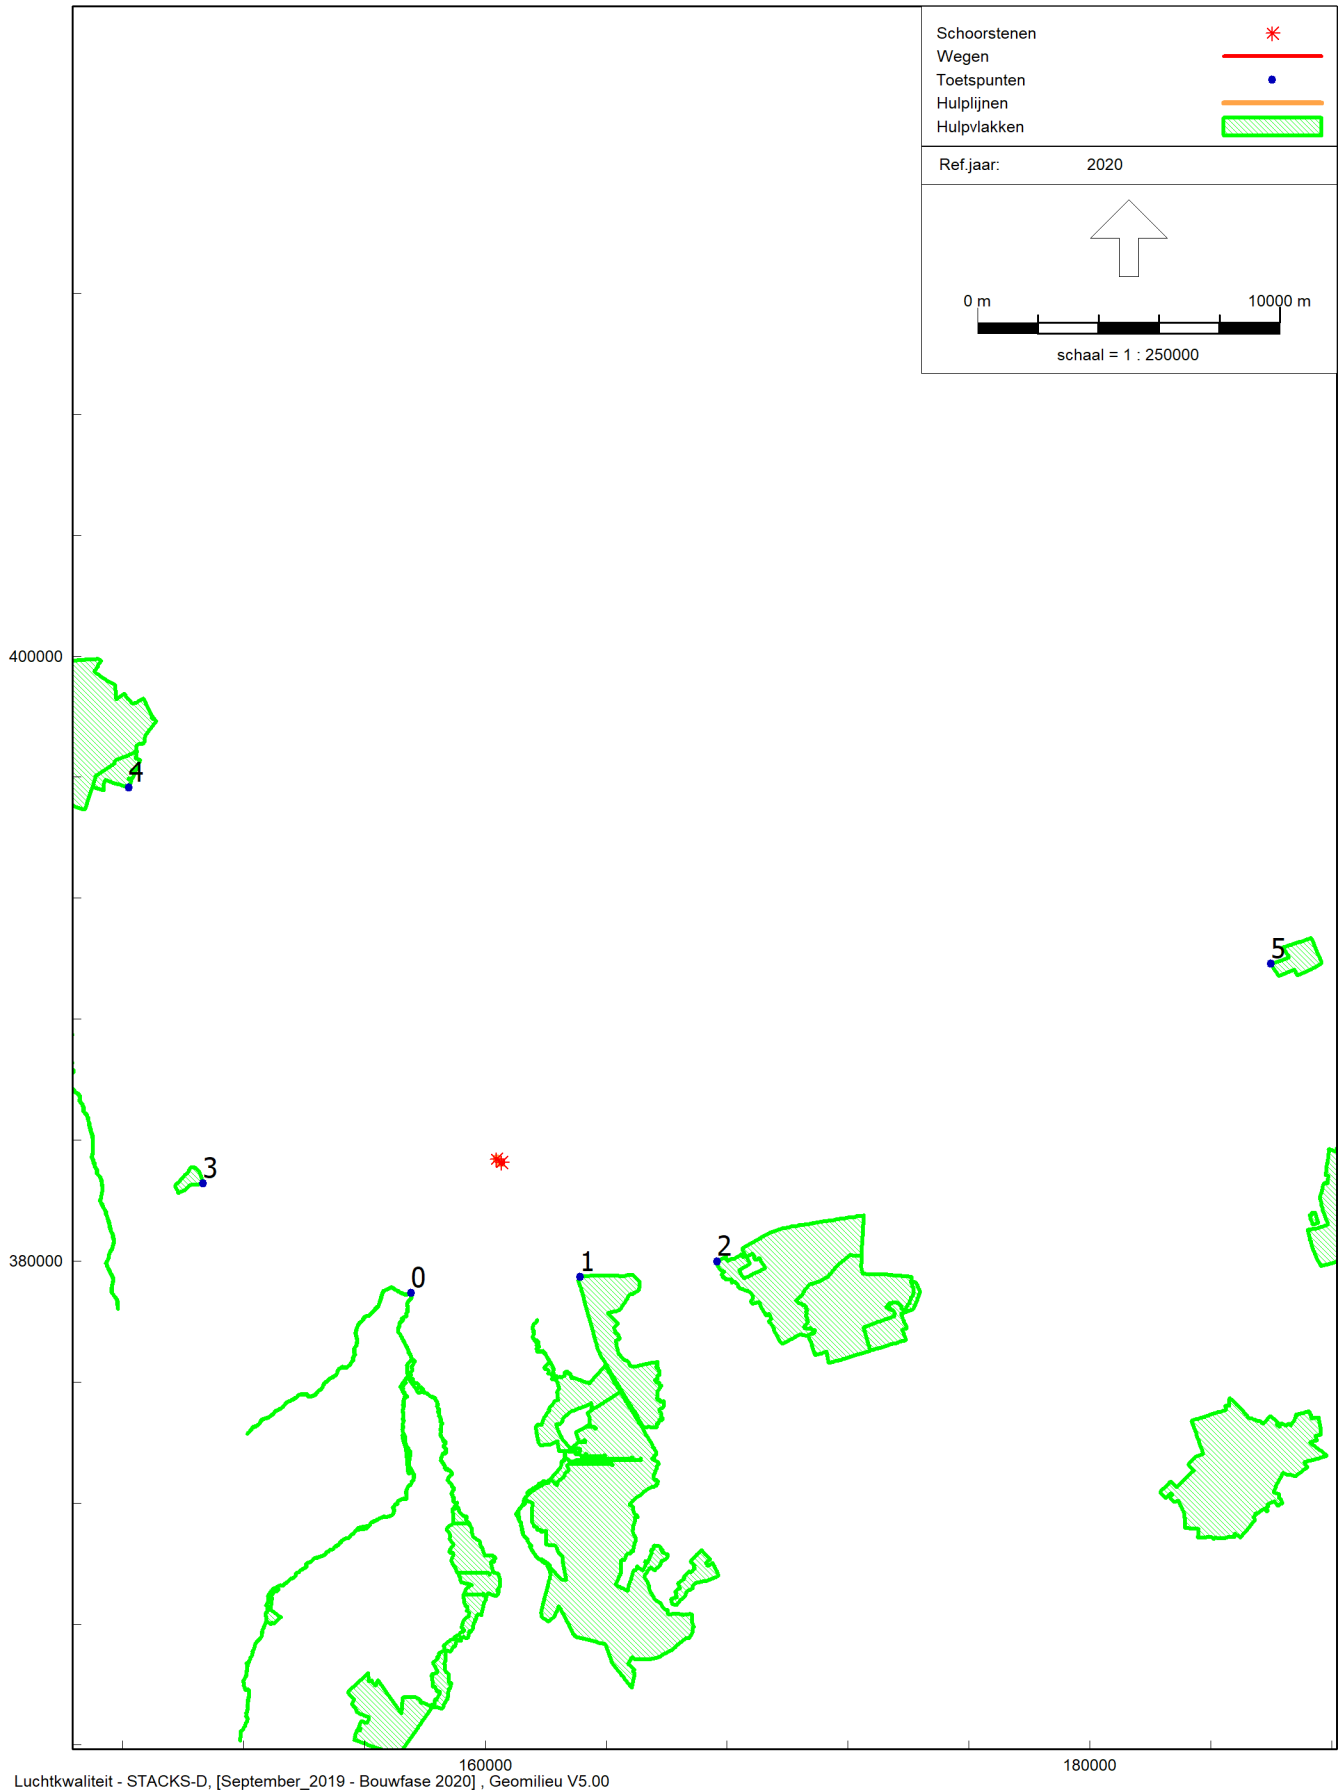 Schoorstenen
Wegen
Toetspunten
Hulplijnen
Hulpvlakken
Ref.jaar: 2020
0 m 10000 m
schaal = 1 : 250000
400000
4
5
3
380000
2
1
0
160000 180000
Luchtkwaliteit - STACKS-D, [September_2019 - Bouwfase 2020] , Geomilieu V5.00